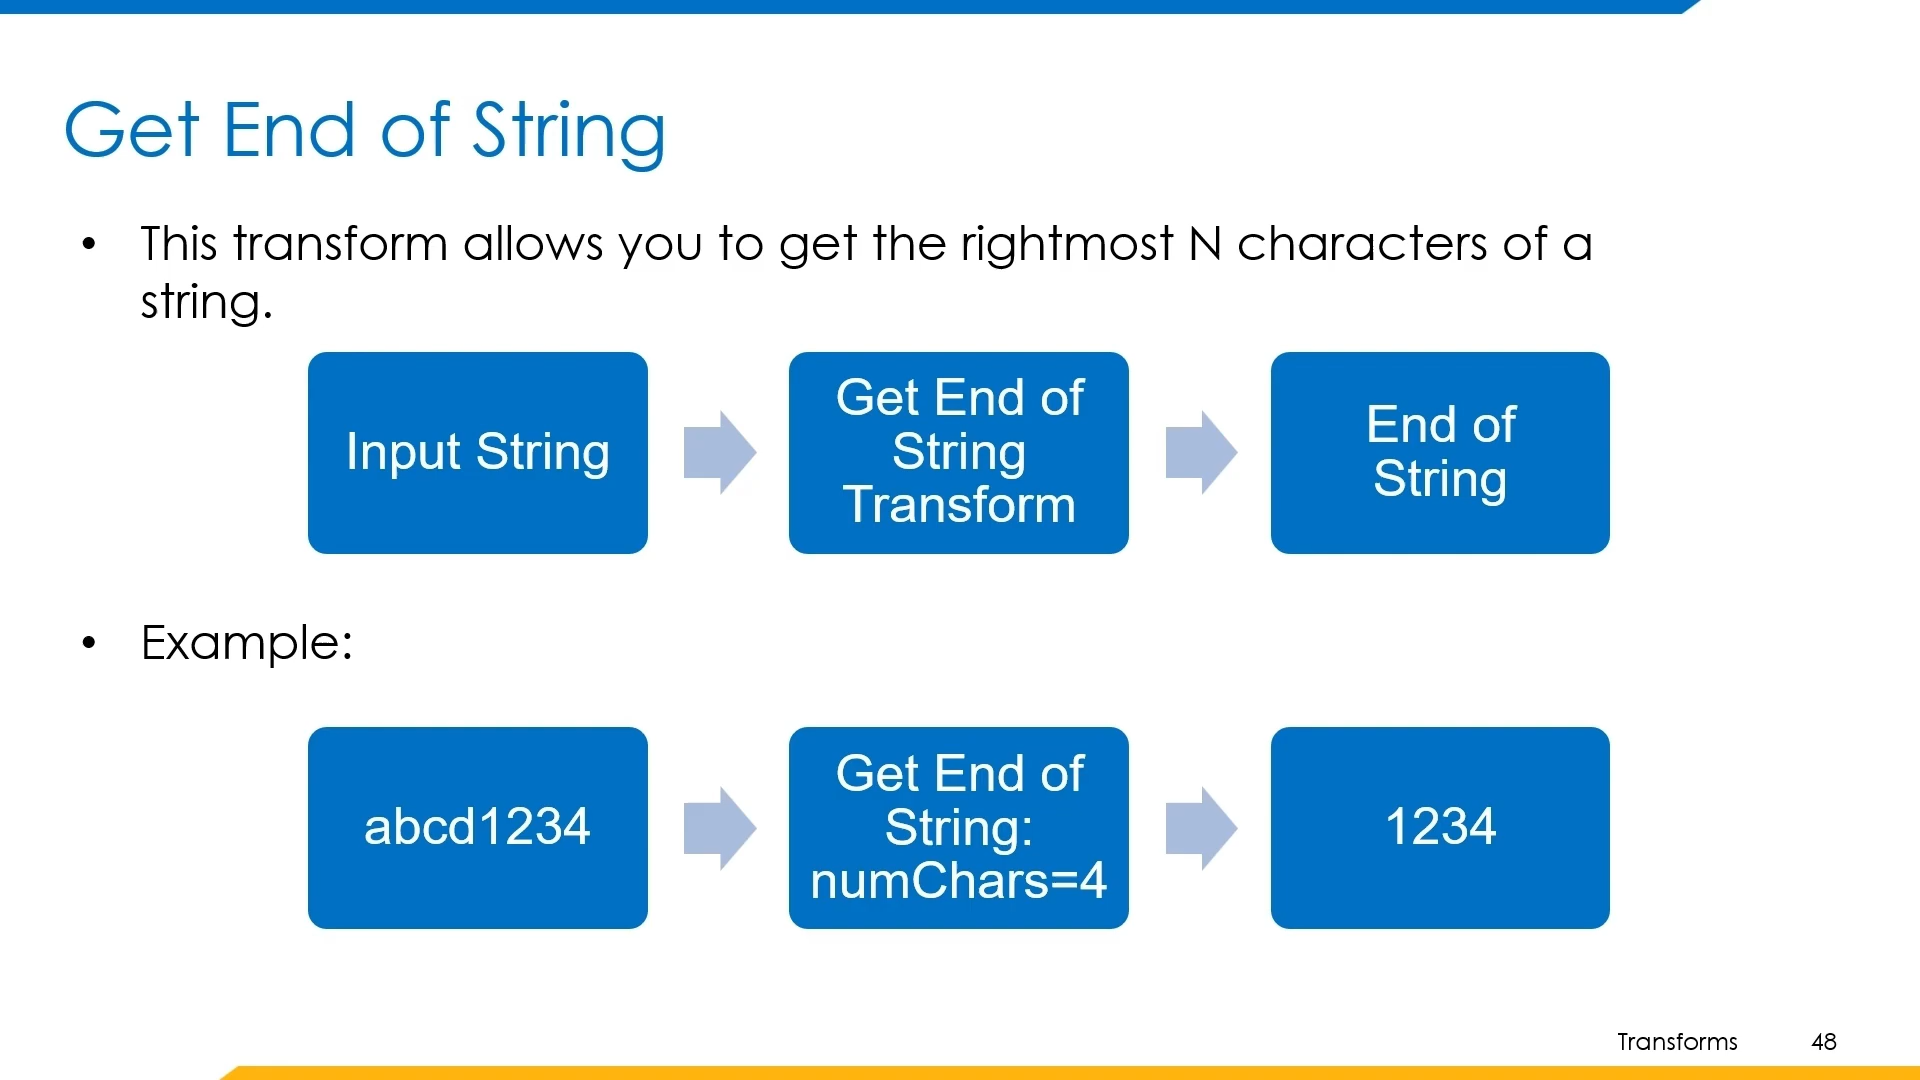 Get End of String
• This transform allows you to get the rightmost N characters of a
string.
Input String
Get End of
String
Transform
End of
String
• Example:
abcd1234
Get End of
String:
numChars=4
1234
Transforms 48